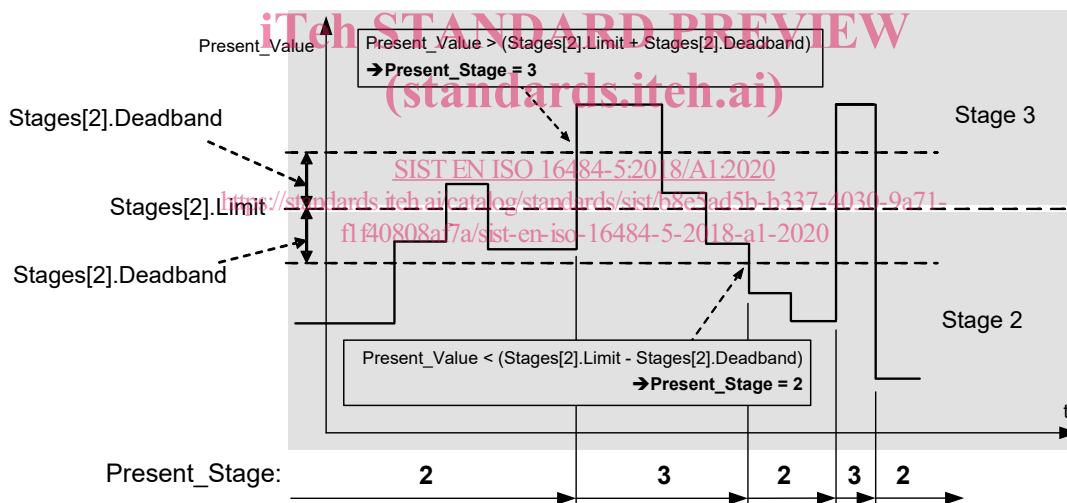 iTeh STANDARD PREVIEW
(standards.iteh.ai)
Present_Value
Present_Value > (Stages[2].Limit + Stages[2].Deadband)
➔Present_Stage = 3
Stages[2].Deadband
Stage 3
SIST EN ISO 16484-5:2018/A1:2020
https://standards.iteh.ai/catalog/standards/sist/b8e5ad5b-b337-4030-9a71-
f1f40808af7a/sist-en-iso-16484-5-2018-a1-2020
Stages[2].Limit
Stages[2].Deadband
Stage 2
Present_Value < (Stages[2].Limit - Stages[2].Deadband)
➔Present_Stage = 2
t
Present_Stage: 2 3 2 3 2